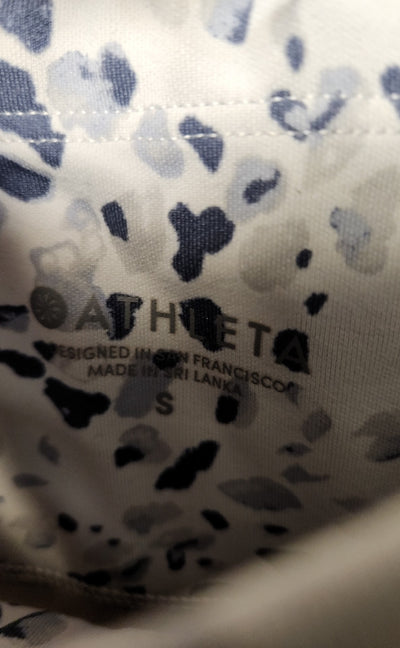 ATHLETA
DESIGNED IN SAN FRANCISCO
MADE IN SRI LANKA
S